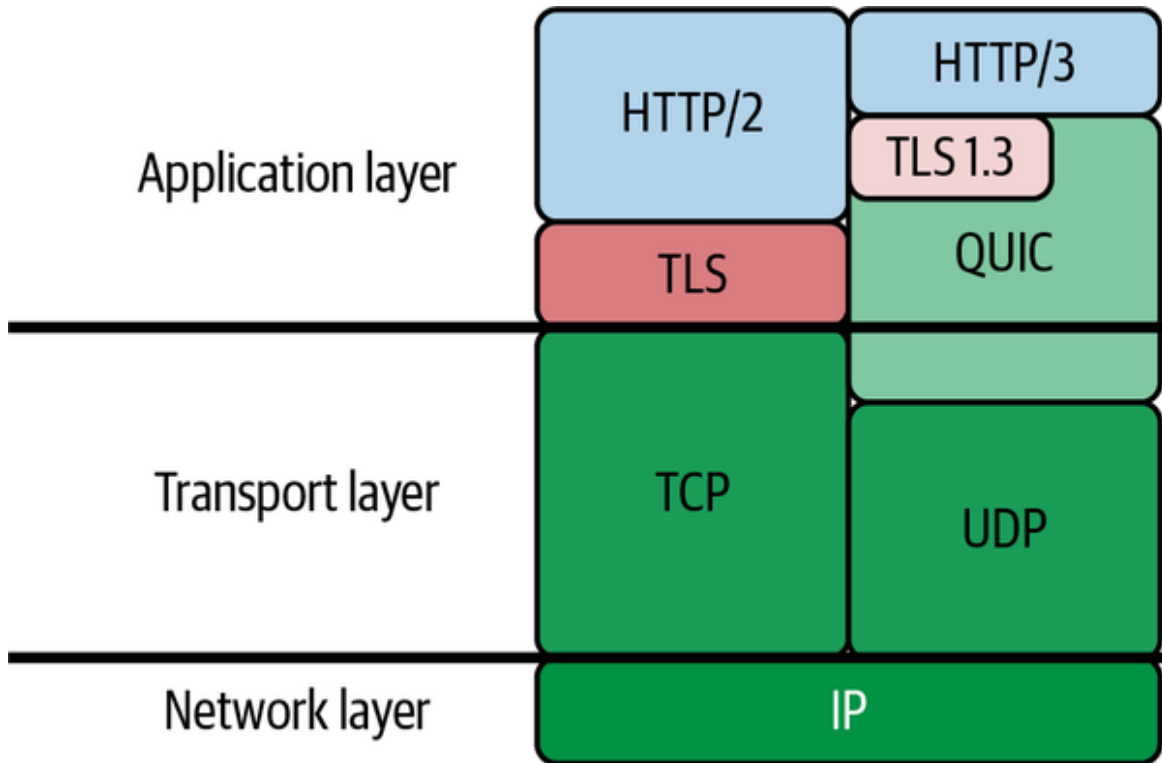 HTTP/2
HTTP/3
TLS 1.3
Application layer
QUIC
TLS
Transport layer
TCP
UDP
Network layer
IP